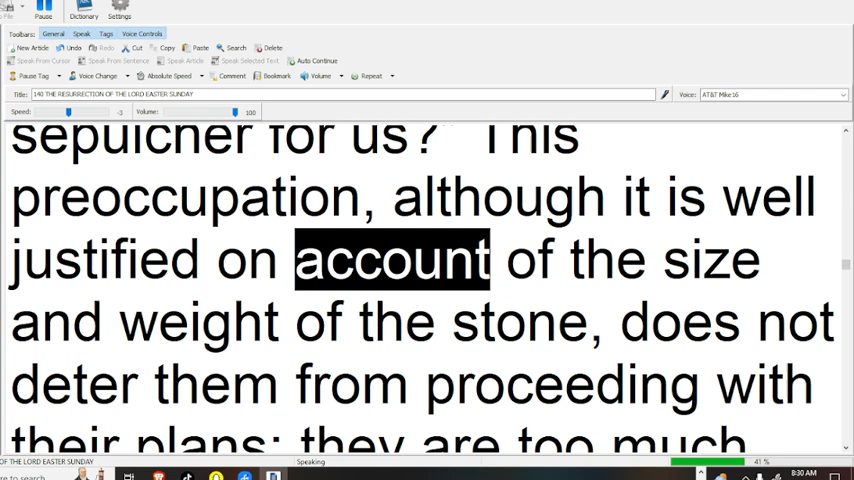 o File
Pause
Dictionary
Settings
Toolbars: General Speak Tags Voice Controls
New Article Undo Redo Cut Copy Paste Search Delete
Speak From Cursor Speak From Sentence Speak Article Speak Selected Text Auto Continue
Pause Tag Voice Change Absolute Speed Comment Bookmark Volume Repeat
Title: 140 THE RESURRECTION OF THE LORD EASTER SUNDAY Voice: AT&T Mike16
Speed: -3 Volume: 100
sepulcher for us?" This
preoccupation, although it is well
justified on account of the size
and weight of the stone, does not
deter them from proceeding with
their plans; they are too much
OF THE LORD EASTER SUNDAY Speaking 41 %
re to search 8:30 AM